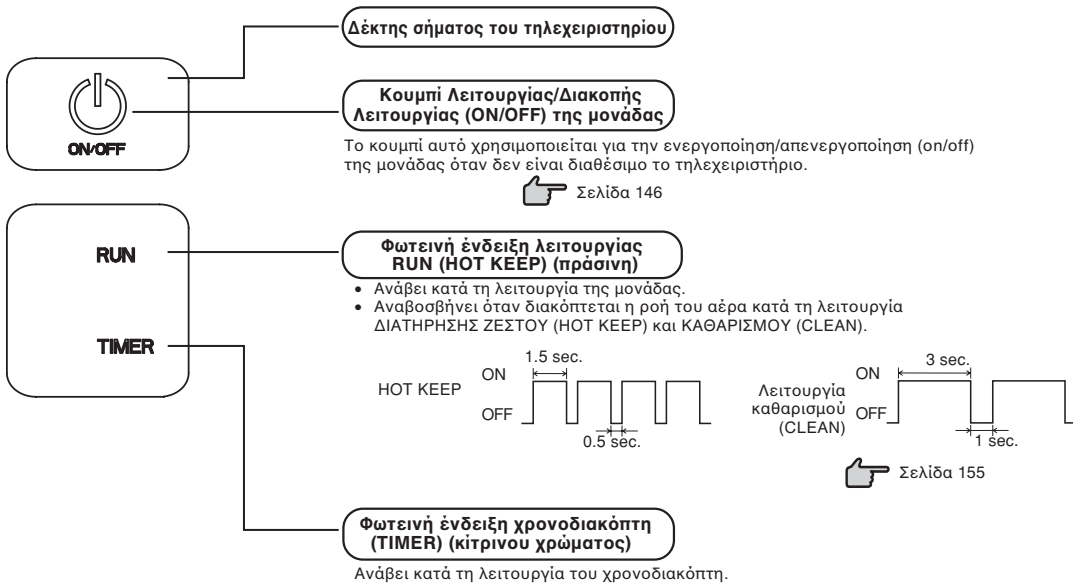 Δέκτης σήματος του τηλεχειριστηρίου
Κουμπί Λειτουργίας/Διακοπής
Λειτουργίας (ON/OFF) της μονάδας
ON/OFF
Το κουμπί αυτό χρησιμοποιείται για την ενεργοποίηση/απενεργοποίηση (on/off)
της μονάδας όταν δεν είναι διαθέσιμο το τηλεχειριστήριο.
Σελίδα 146
RUN
Φωτεινή ένδειξη λειτουργίας
RUN (HOT KEEP) (πράσινη)
• Ανάβει κατά τη λειτουργία της μονάδας.
• Αναβοσβήνει όταν διακόπτεται η ροή του αέρα κατά τη λειτουργία
ΔΙΑΤΗΡΗΣΗΣ ΖΕΣΤΟΥ (HOT KEEP) και ΚΑΘΑΡΙΣΜΟΥ (CLEAN).
TIMER
HOT KEEP
ON
OFF
1.5 sec.
0.5 sec.
Λειτουργία
καθαρισμού
(CLEAN)
ON
OFF
3 sec.
1 sec.
Σελίδα 155
Φωτεινή ένδειξη χρονοδιακόπτη
(TIMER) (κίτρινου χρώματος)
Ανάβει κατά τη λειτουργία του χρονοδιακόπτη.